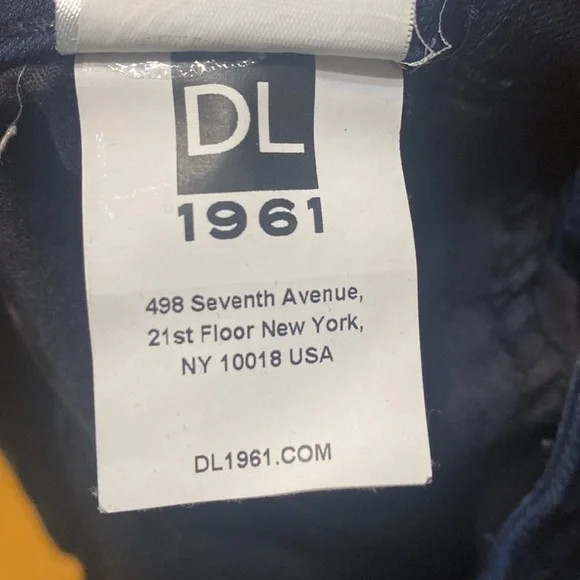 DL
1961
498 Seventh Avenue,
21st Floor New York,
NY 10018 USA
DL1961.COM